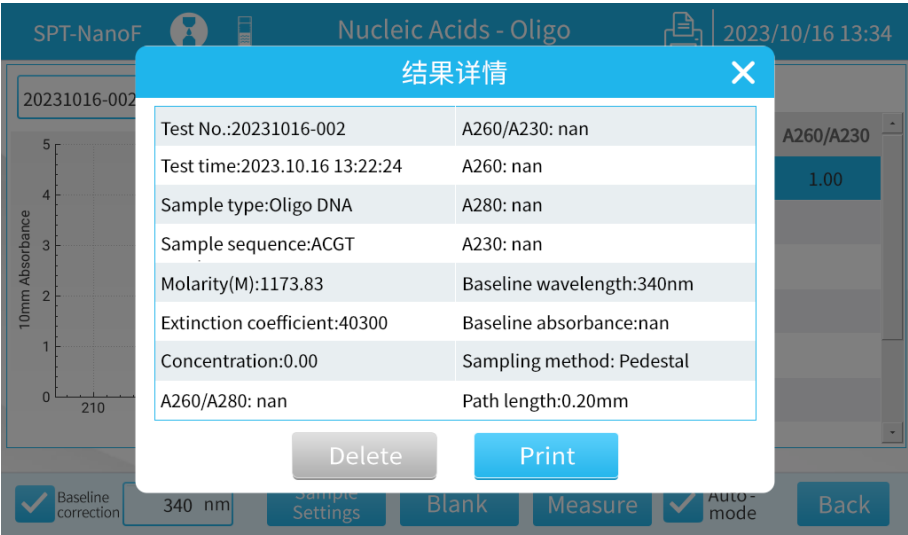 SPT-NanoF
Nucleic Acids - Oligo
2023/10/16 13:34
结果详情
20231016-002
A260/A230
1.00
5
4
3
2
1
0
10mm Absorbance
210
Test No.:20231016-002
A260/A230: nan
Test time:2023.10.16 13:22:24
A260: nan
Sample type:Oligo DNA
A280: nan
Sample sequence:ACGT
A230: nan
Molarity(M):1173.83
Baseline wavelength:340nm
Extinction coefficient:40300
Baseline absorbance:nan
Concentration:0.00
Sampling method: Pedestal
A260/A280: nan
Path length:0.20mm
Delete
Print
Baseline
correction
340 nm
Sample
Settings
Blank
Measure
Auto-
mode
Back